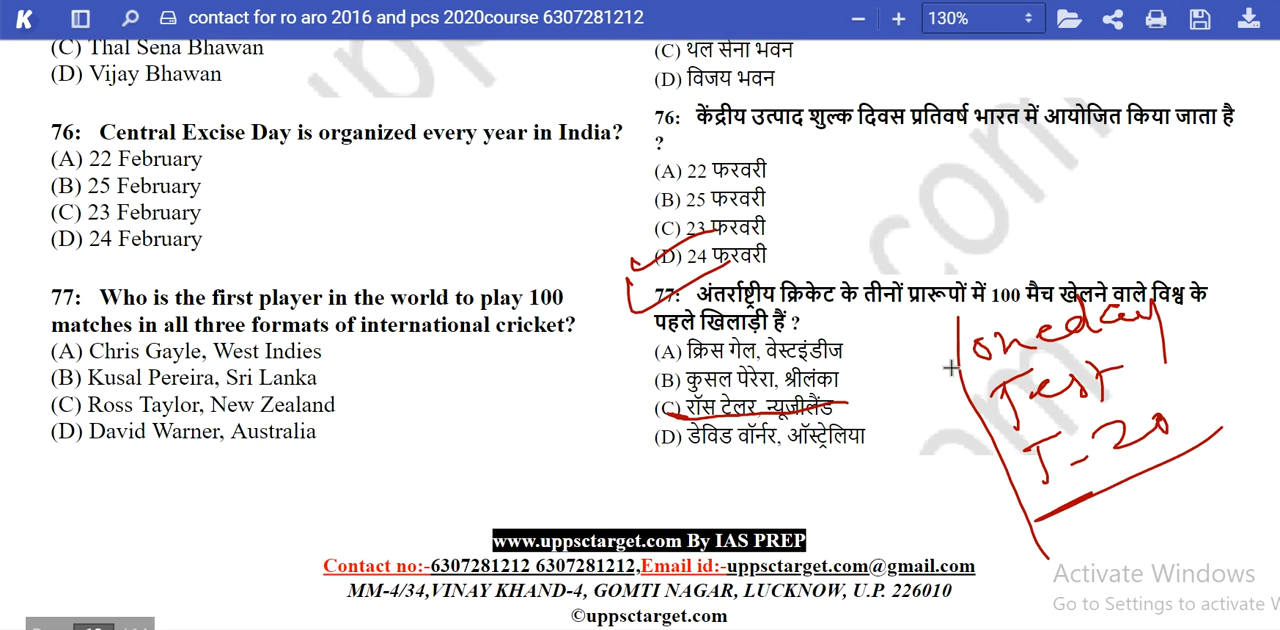 contact for ro aro 2016 and pcs 2020course 6307281212
130%
(C) Thal Sena Bhawan
(D) Vijay Bhawan
76: Central Excise Day is organized every year in India?
(A) 22 February
(B) 25 February
(C) 23 February
(D) 24 February
77: Who is the first player in the world to play 100
matches in all three formats of international cricket?
(A) Chris Gayle, West Indies
(B) Kusal Pereira, Sri Lanka
(C) Ross Taylor, New Zealand
(D) David Warner, Australia
(C) थल सेना भवन
(D) विजय भवन
76: केंद्रीय उत्पाद शुल्क दिवस प्रतिवर्ष भारत में आयोजित किया जाता है
?
(A) 22 फरवरी
(B) 25 फरवरी
(C) 23 फरवरी
(D) 24 फरवरी
77: अंतर्राष्ट्रीय क्रिकेट के तीनों प्रारूपों में 100 मैच खेलने वाले विश्व के
पहले खिलाड़ी हैं ?
(A) क्रिस गेल, वेस्टइंडीज
(B) कुसल पेरेरा, श्रीलंका
(C) रॉस टेलर, न्यूजीलैंड
(D) डेविड वॉर्नर, ऑस्ट्रेलिया
oneday
Test
T-20
www.uppsctarget.com By IAS PREP
Contact no:-6307281212 6307281212,Email id:-uppsctarget.com@gmail.com
MM-4/34,VINAY KHAND-4, GOMTI NAGAR, LUCKNOW, U.P. 226010
©uppsctarget.com
Activate Windows
Go to Settings to activate